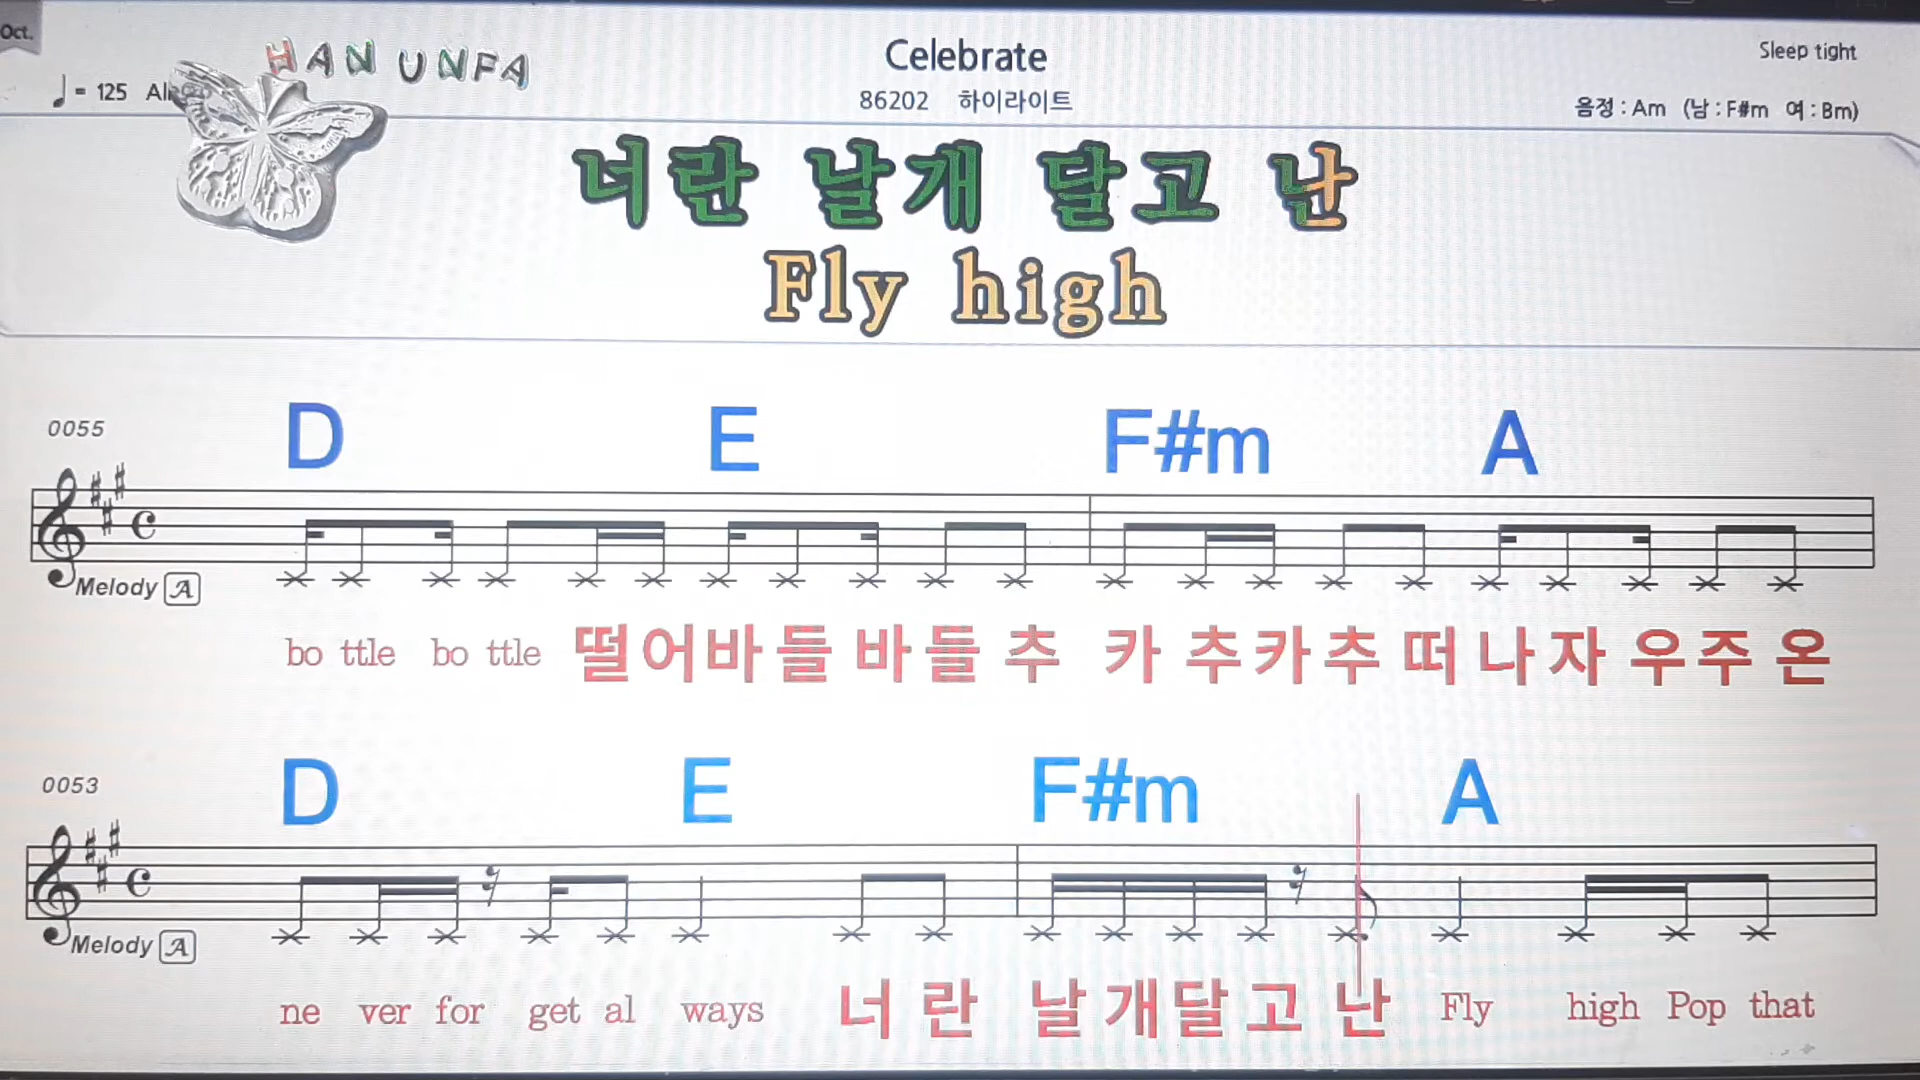 Oct.
HAN UNFA
Celebrate
Sleep tight
♩= 125
86202 하이라이트
음정 : Am (남 : F#m 여 : Bm)
너란 날개 달고 난
Fly high
D E F#m A
0055
Melody A
bo ttle bo ttle 떨어바들 바들 추 카 추카추 떠나자 우주 온
D E F#m A
0053
Melody A
ne ver for get al ways 너란 날개달고 난 Fly high Pop that